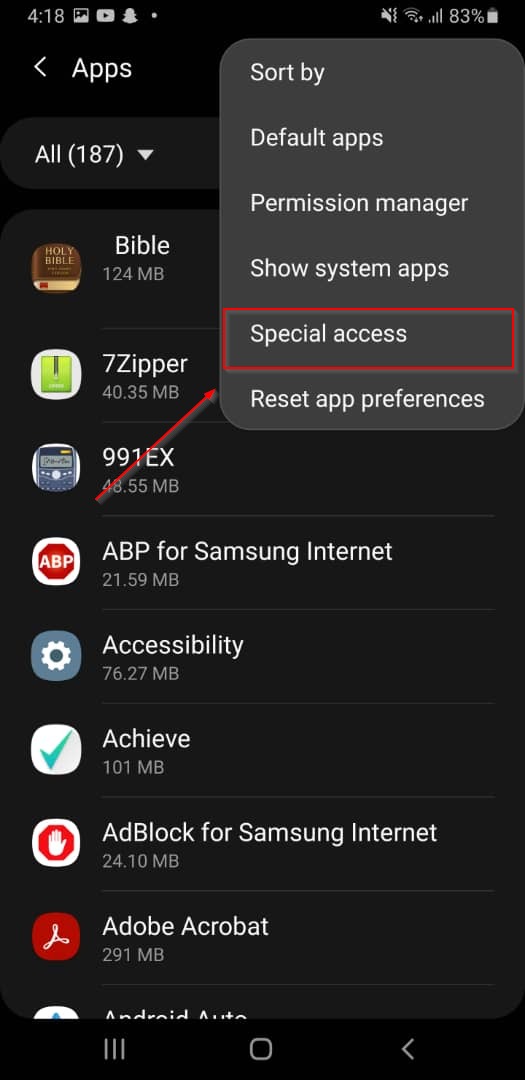 4:18
83%
Apps
Sort by
All (187)
Default apps
Permission manager
Show system apps
Special access
Reset app preferences
HOLY
BIBLE
Bible
124 MB
7Zipper
40.35 MB
991EX
48.55 MB
ABP
ABP for Samsung Internet
21.59 MB
Accessibility
76.27 MB
Achieve
101 MB
AdBlock for Samsung Internet
24.10 MB
Adobe Acrobat
291 MB
Android Auto